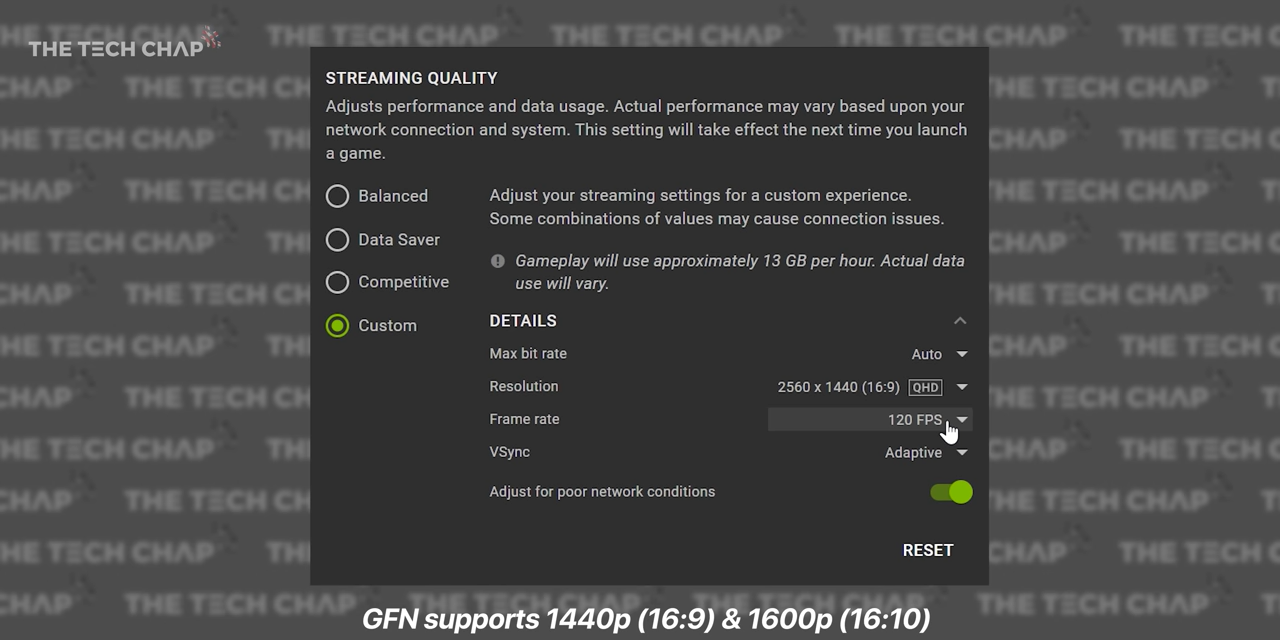 THE TECH CHAP
STREAMING QUALITY
Adjusts performance and data usage. Actual performance may vary based upon your
network connection and system. This setting will take effect the next time you launch
a game.
Balanced
Data Saver
Competitive
Custom
Adjust your streaming settings for a custom experience.
Some combinations of values may cause connection issues.
Gameplay will use approximately 13 GB per hour. Actual data
use will vary.
DETAILS
Max bit rate Auto
Resolution 2560 x 1440 (16:9) QHD
Frame rate 120 FPS
VSync Adaptive
Adjust for poor network conditions
RESET
GFN supports 1440p (16:9) & 1600p (16:10)